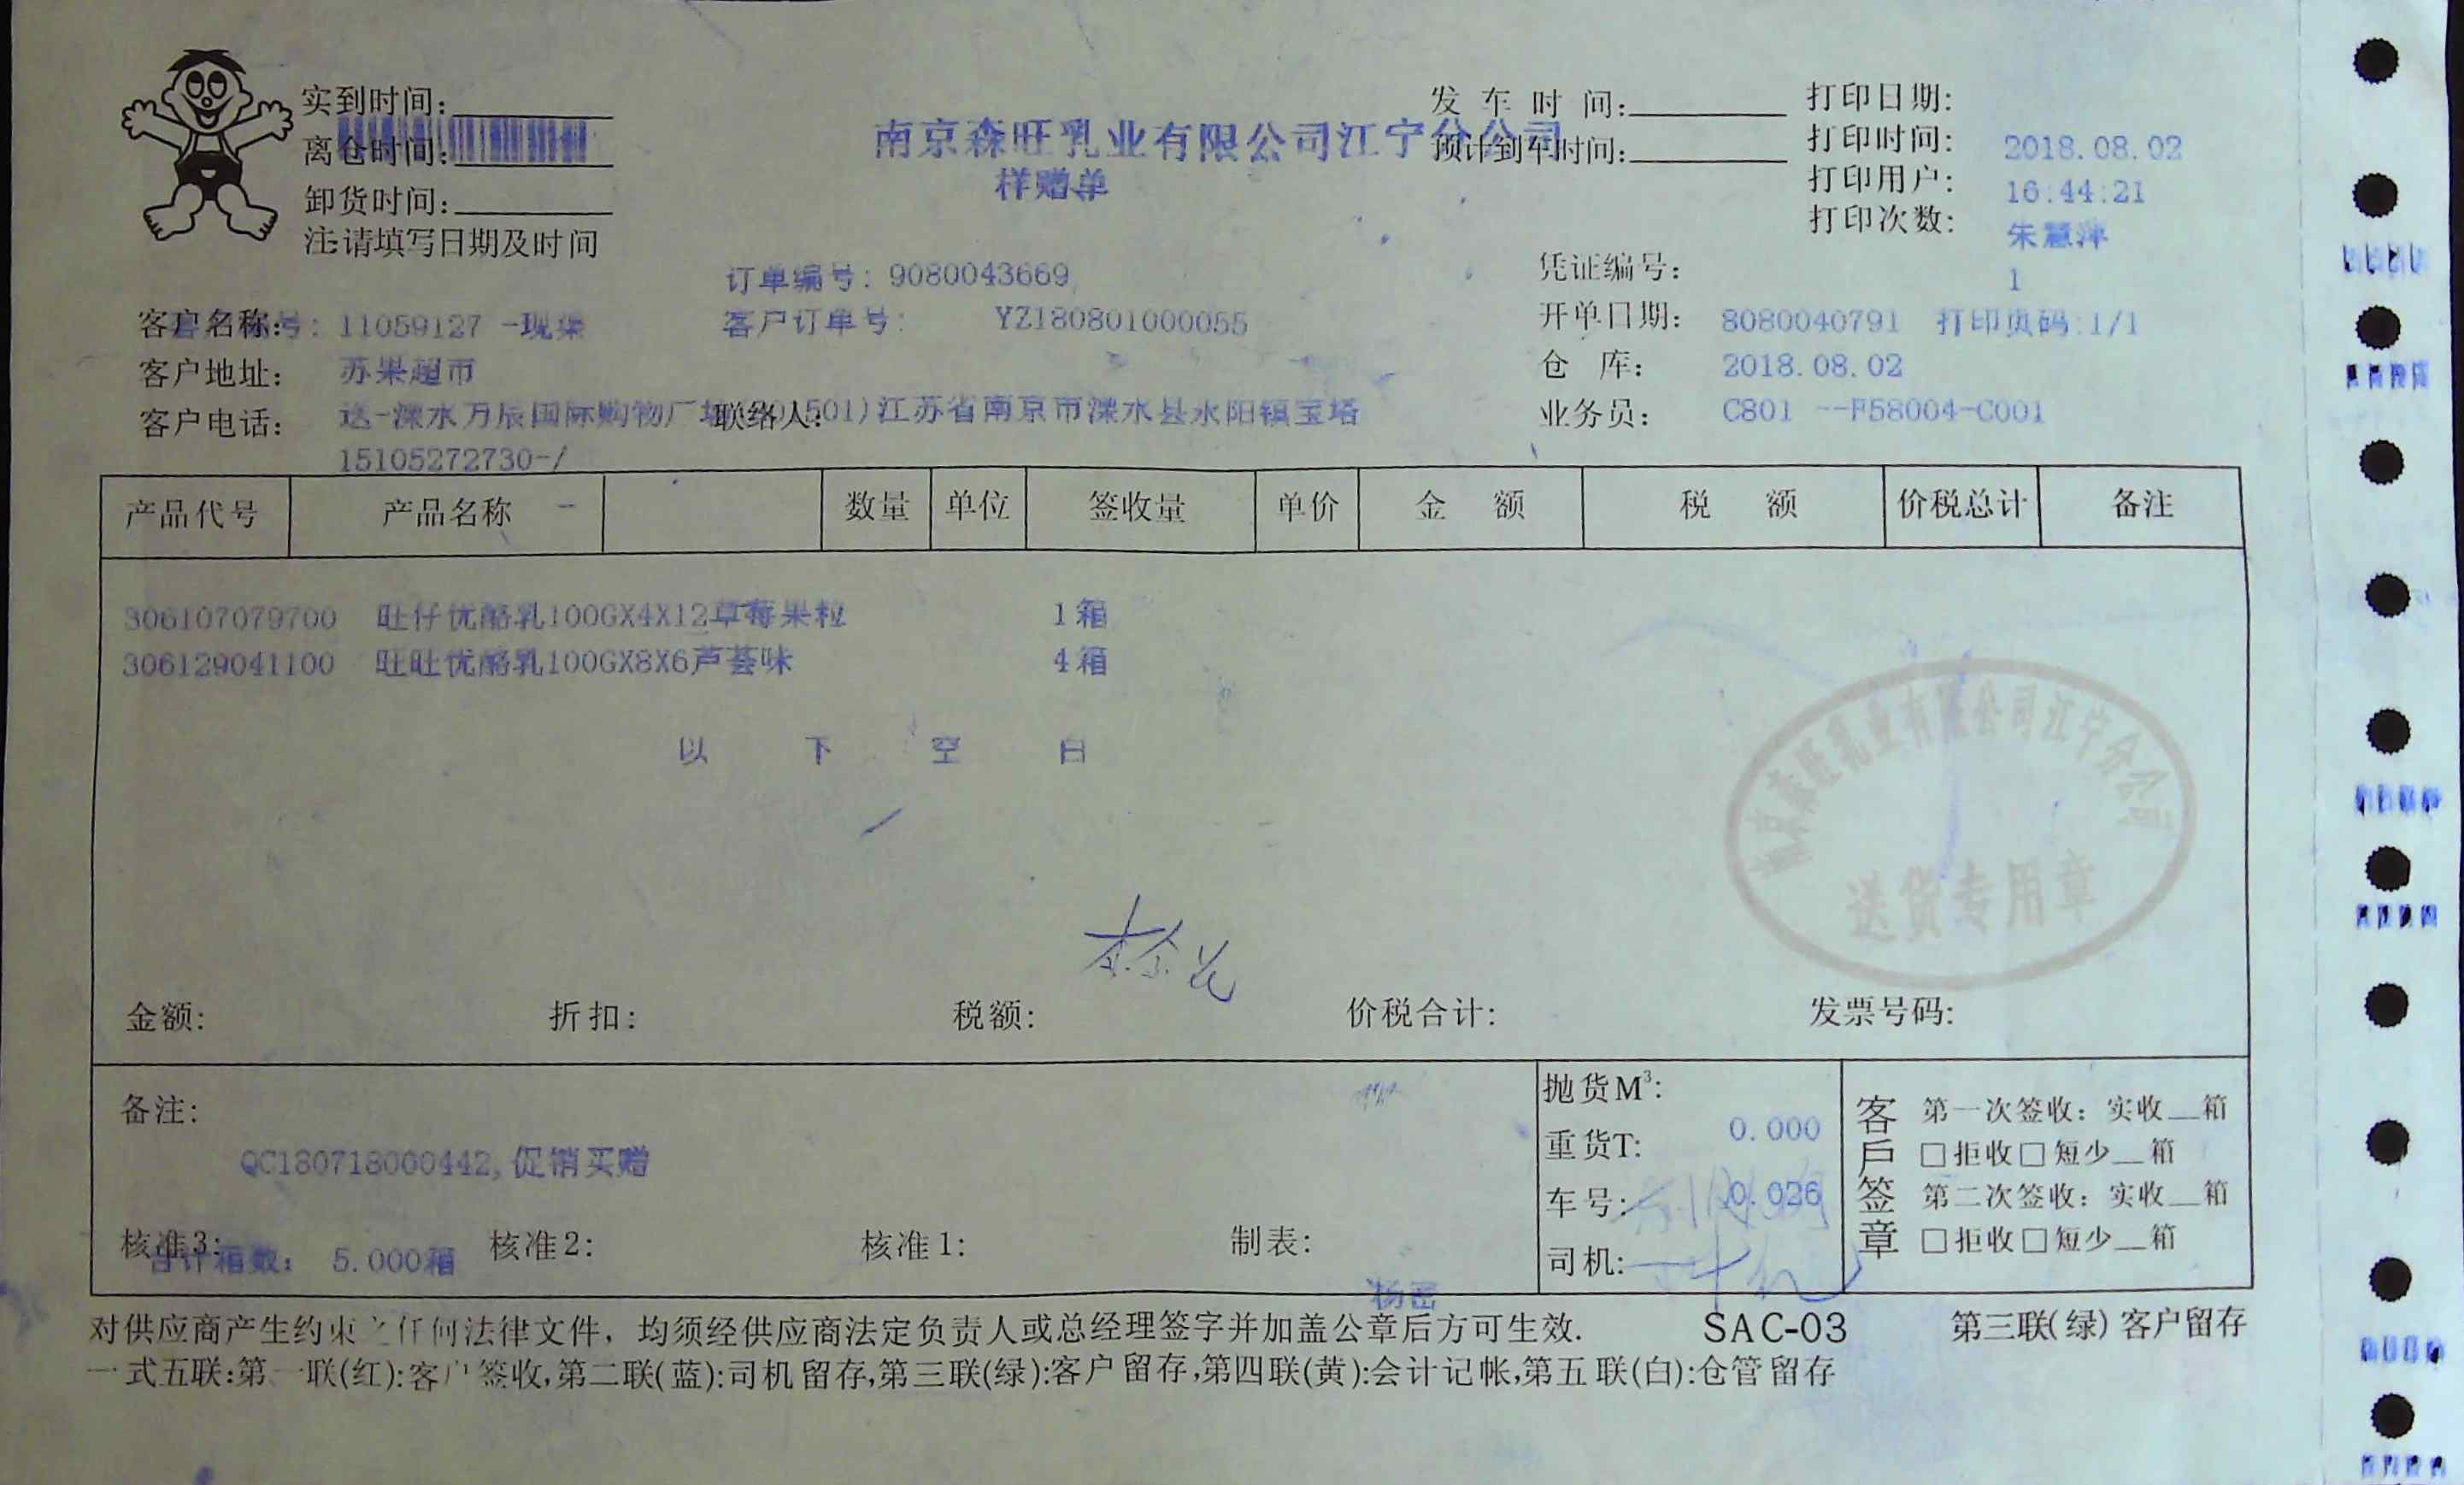 实到时间:
离仓时间:
卸货时间:
注:请填写日期及时间
南京森旺乳业有限公司江宁分公司
样赠单
发车时间:
预计到车时间:
打印日期: 2018.08.02
打印时间: 16:44:21
打印用户: 朱慧萍
打印次数: 1
订单编号: 9080043669
凭证编号: 8080040791 打印页码:1/1
客户名称: 11059127 -现渠
客户订单号: YZ180801000055
开单日期: 2018.08.02
客户地址: 苏果超市
仓库: C801 --F58004-C001
客户电话: 送-溧水万辰国际购物广场 501)江苏省南京市溧水县永阳镇宝塔
联络人:
业务员:
15105272730-/
产品代号 产品名称 数量 单位 签收量 单价 金额 税额 价税总计 备注
306107079700 旺仔优酪乳100GX4X12草莓果粒 1箱
306129041100 旺旺优酪乳100GX8X6芦荟味 4箱
以下空白
南京森旺乳业有限公司江宁分公司
送货专用章
金额: 折扣: 税额: 价税合计: 发票号码:
备注:
QC180718000442,促销买赠
抛货M³: 0.000
重货T: 0.026
车号:
司机:
核准3: 核准2: 核准1: 制表:
合计箱数: 5.000箱
杨密
客户签章
第一次签收: 实收__箱
□拒收□短少__箱
第二次签收: 实收__箱
□拒收□短少__箱
对供应商产生约束之任何法律文件, 均须经供应商法定负责人或总经理签字并加盖公章后方可生效. SAC-03 第三联(绿) 客户留存
一式五联:第一联(红):客户签收,第二联(蓝):司机留存,第三联(绿):客户留存,第四联(黄):会计记帐,第五联(白):仓管留存